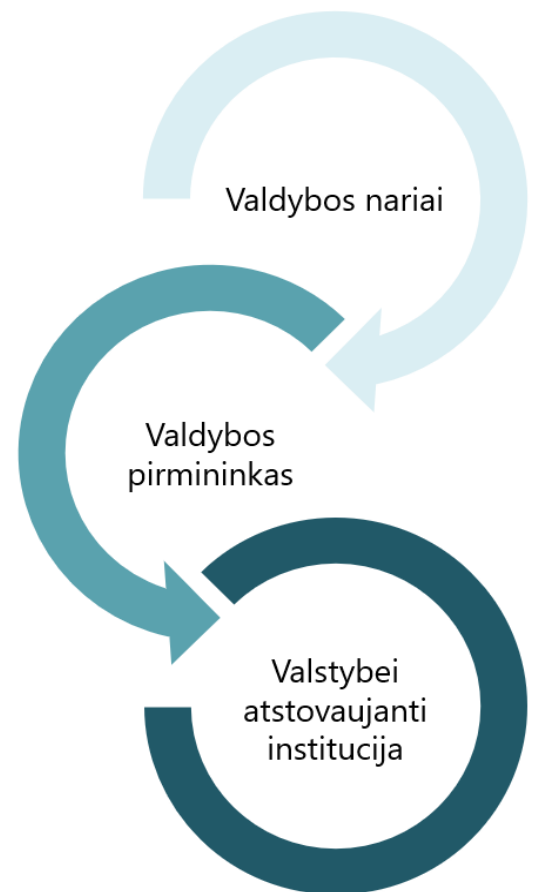 Valdybos nariai
Valdybos
pirmininkas
Valstybei
atstovaujanti
institucija